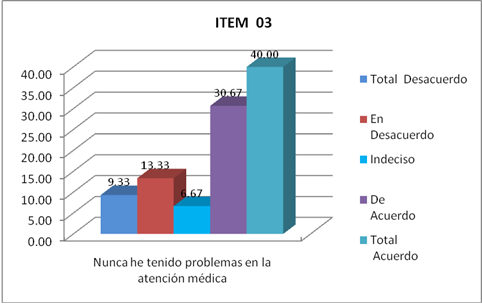 ITEM 03
40.00
35.00
30.00
25.00
20.00
15.00
10.00
5.00
0.00
9.33
13.33
6.67
30.67
40.00
Nunca he tenido problemas en la
atención médica
Total Desacuerdo
En
Desacuerdo
Indeciso
De
Acuerdo
Total
Acuerdo